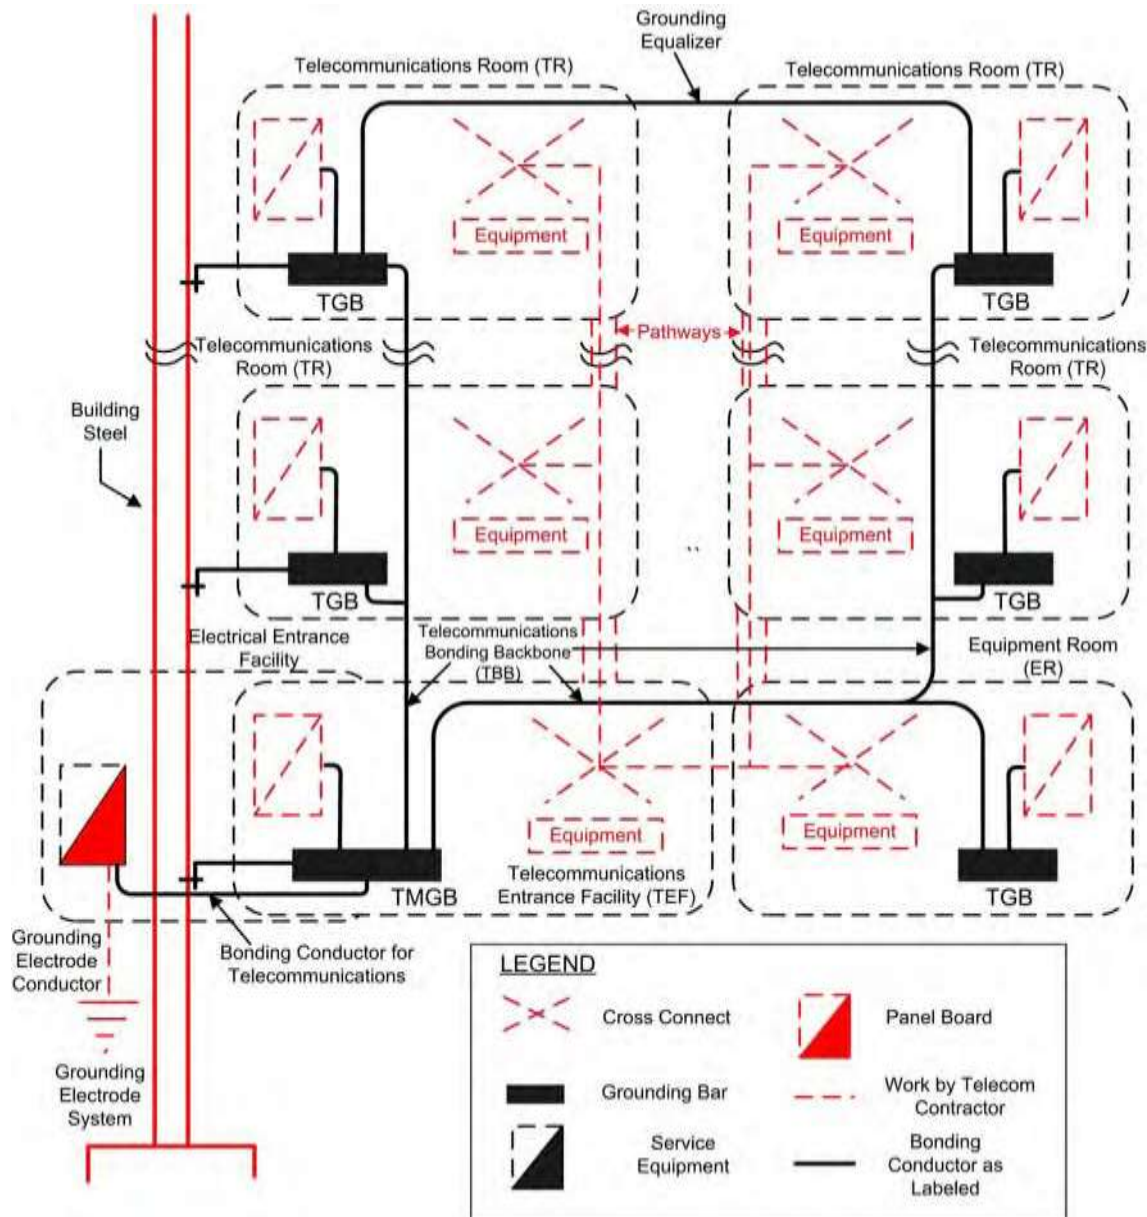 Grounding
Equalizer
Telecommunications Room (TR)
Telecommunications Room (TR)
Equipment
Equipment
TGB
TGB
Pathways
Telecommunications
Room (TR)
Telecommunications
Room (TR)
Building
Steel
Equipment
Equipment
TGB
TGB
Electrical Entrance
Facility
Telecommunications
Bonding Backbone
(TBB)
Equipment Room
(ER)
Equipment
Equipment
TMGB
Telecommunications
Entrance Facility (TEF)
TGB
Grounding
Electrode
Conductor
Bonding Conductor for
Telecommunications
Grounding
Electrode
System
LEGEND
Cross Connect
Panel Board
Grounding Bar
Work by Telecom
Contractor
Service
Equipment
Bonding
Conductor as
Labeled